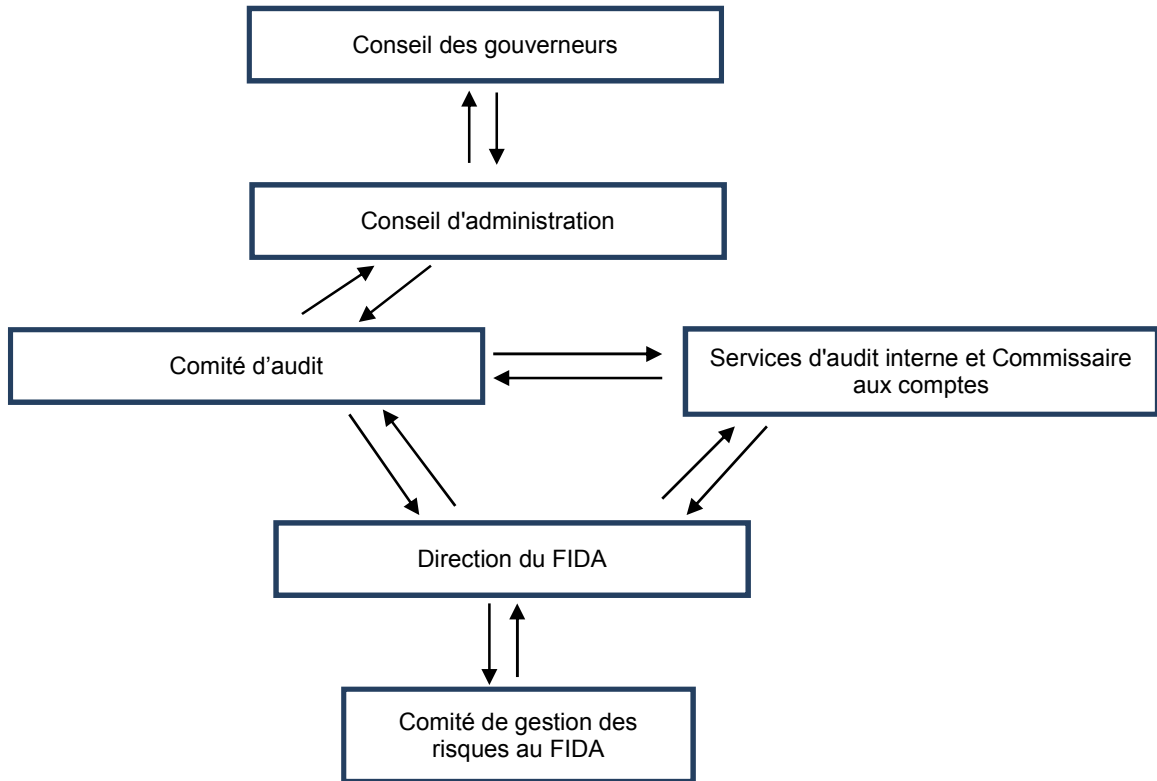 Conseil des gouverneurs
Conseil d'administration
Comité d’audit
Services d'audit interne et Commissaire
aux comptes
Direction du FIDA
Comité de gestion des
risques au FIDA